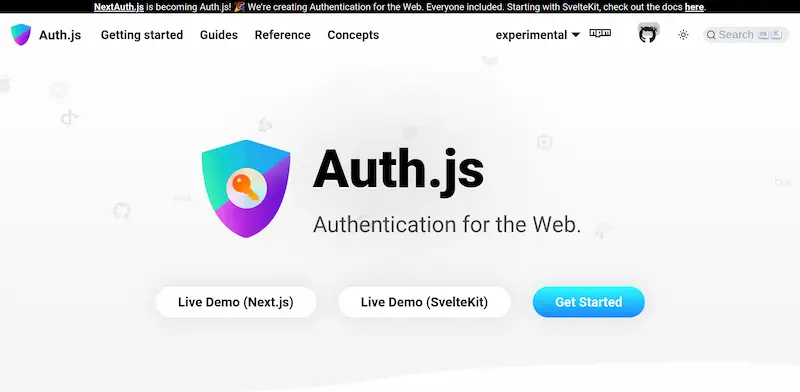 NextAuth.js is becoming Auth.js! 🎉 We're creating Authentication for the Web. Everyone included. Starting with SvelteKit, check out the docs here.
Auth.js Getting started Guides Reference Concepts experimental npm Search K
Auth.js
Authentication for the Web.
Live Demo (Next.js) Live Demo (SvelteKit) Get Started